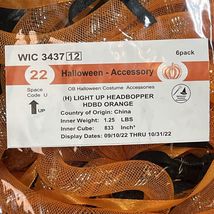 WIC 3437 12
6pack
22 Halloween - Accessory
Space
Code U
UP
OB Halloween Costume Accessories
(H) LIGHT UP HEADBOPPER
HDBD ORANGE
Country of Origin: China
Inner Weight: 1.25 LBS
Inner Cube: 833 Inch³
Display Dates: 09/10/22 THRU 10/31/22